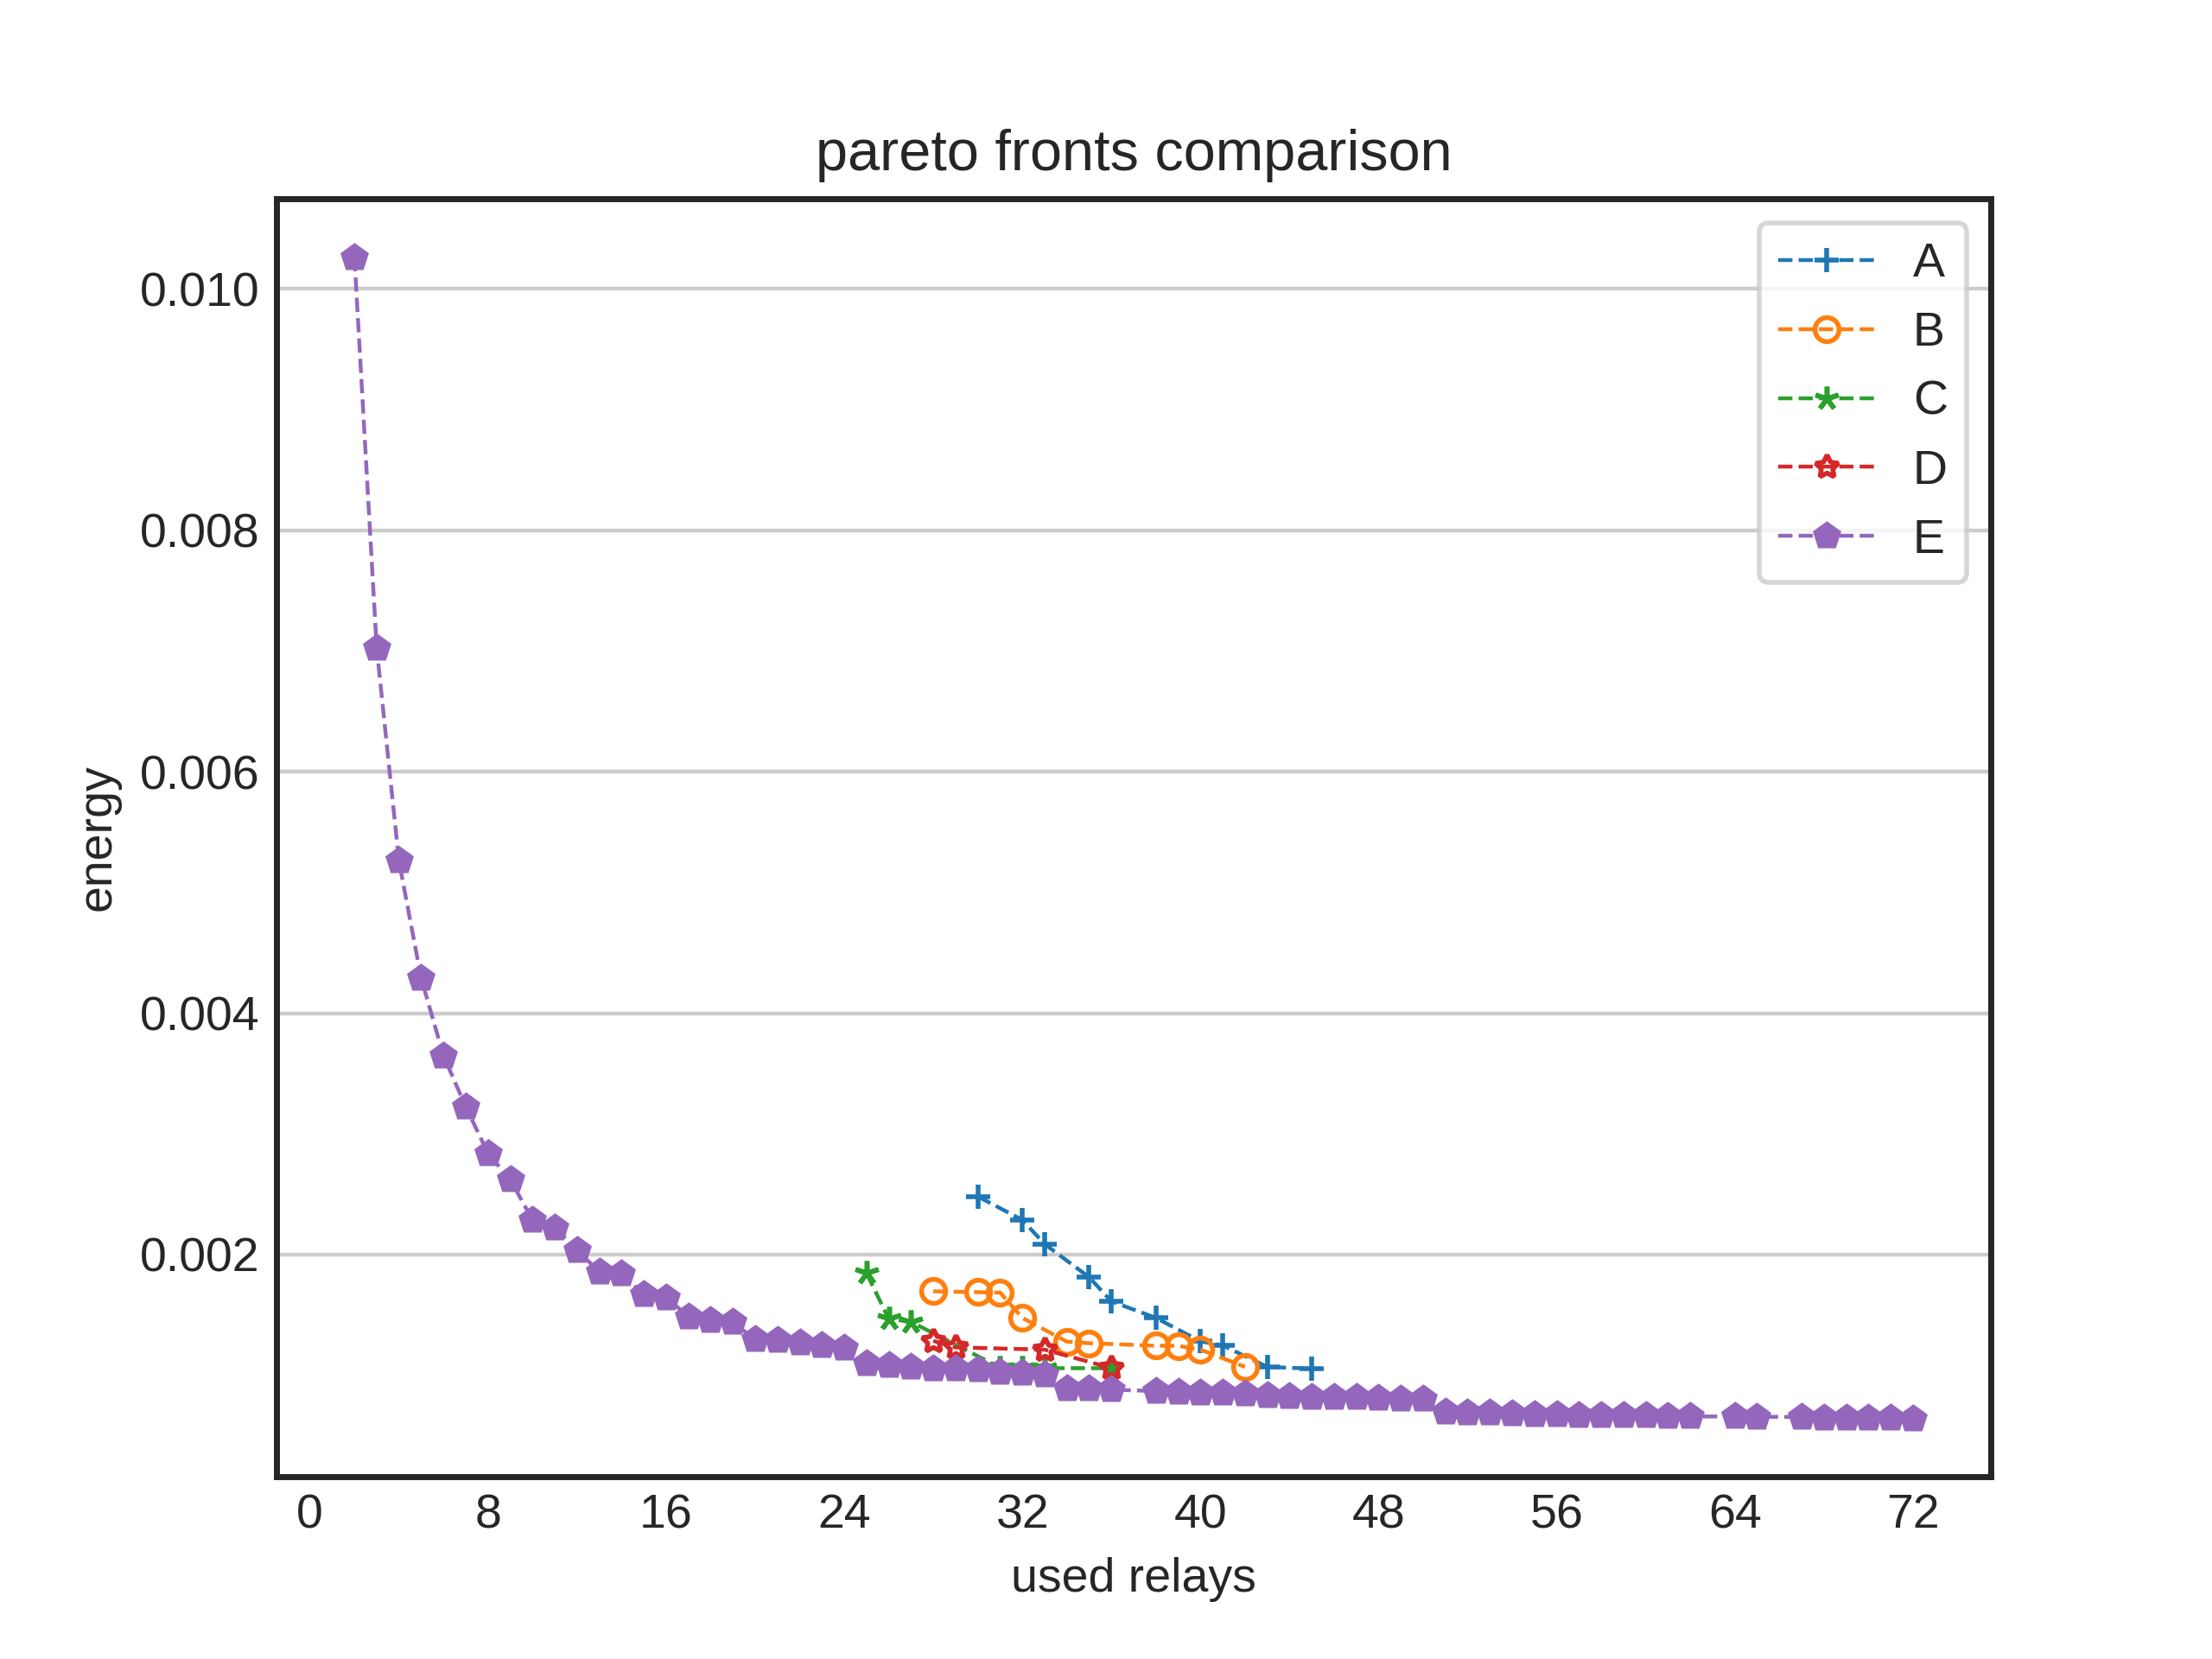 pareto fronts comparison
A
B
C
D
E
0.010
0.008
0.006
0.004
0.002
energy
0 8 16 24 32 40 48 56 64 72
used relays